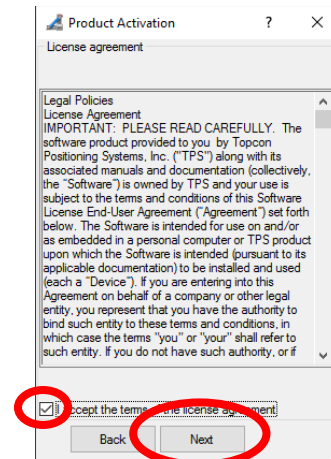 Product Activation ?
License agreement
Legal Policies
License Agreement
IMPORTANT: PLEASE READ CAREFULLY. The
software product provided to you by Topcon
Positioning Systems, Inc. ("TPS") along with its
associated manuals and documentation (collectively,
the "Software") is owned by TPS and your use is
subject to the terms and conditions of this Software
License End-User Agreement ("Agreement") set forth
below. The Software is intended for use on and/or
as embedded in a personal computer or TPS product
upon which the Software is intended (pursuant to its
applicable documentation) to be installed and used
(each a "Device"). If you are entering into this
Agreement on behalf of a company or other legal
entity, you represent that you have the authority to
bind such entity to these terms and conditions, in
which case the terms "you" or "your" shall refer to
such entity. If you do not have such authority, or if
I accept the terms of the license agreement
Back Next